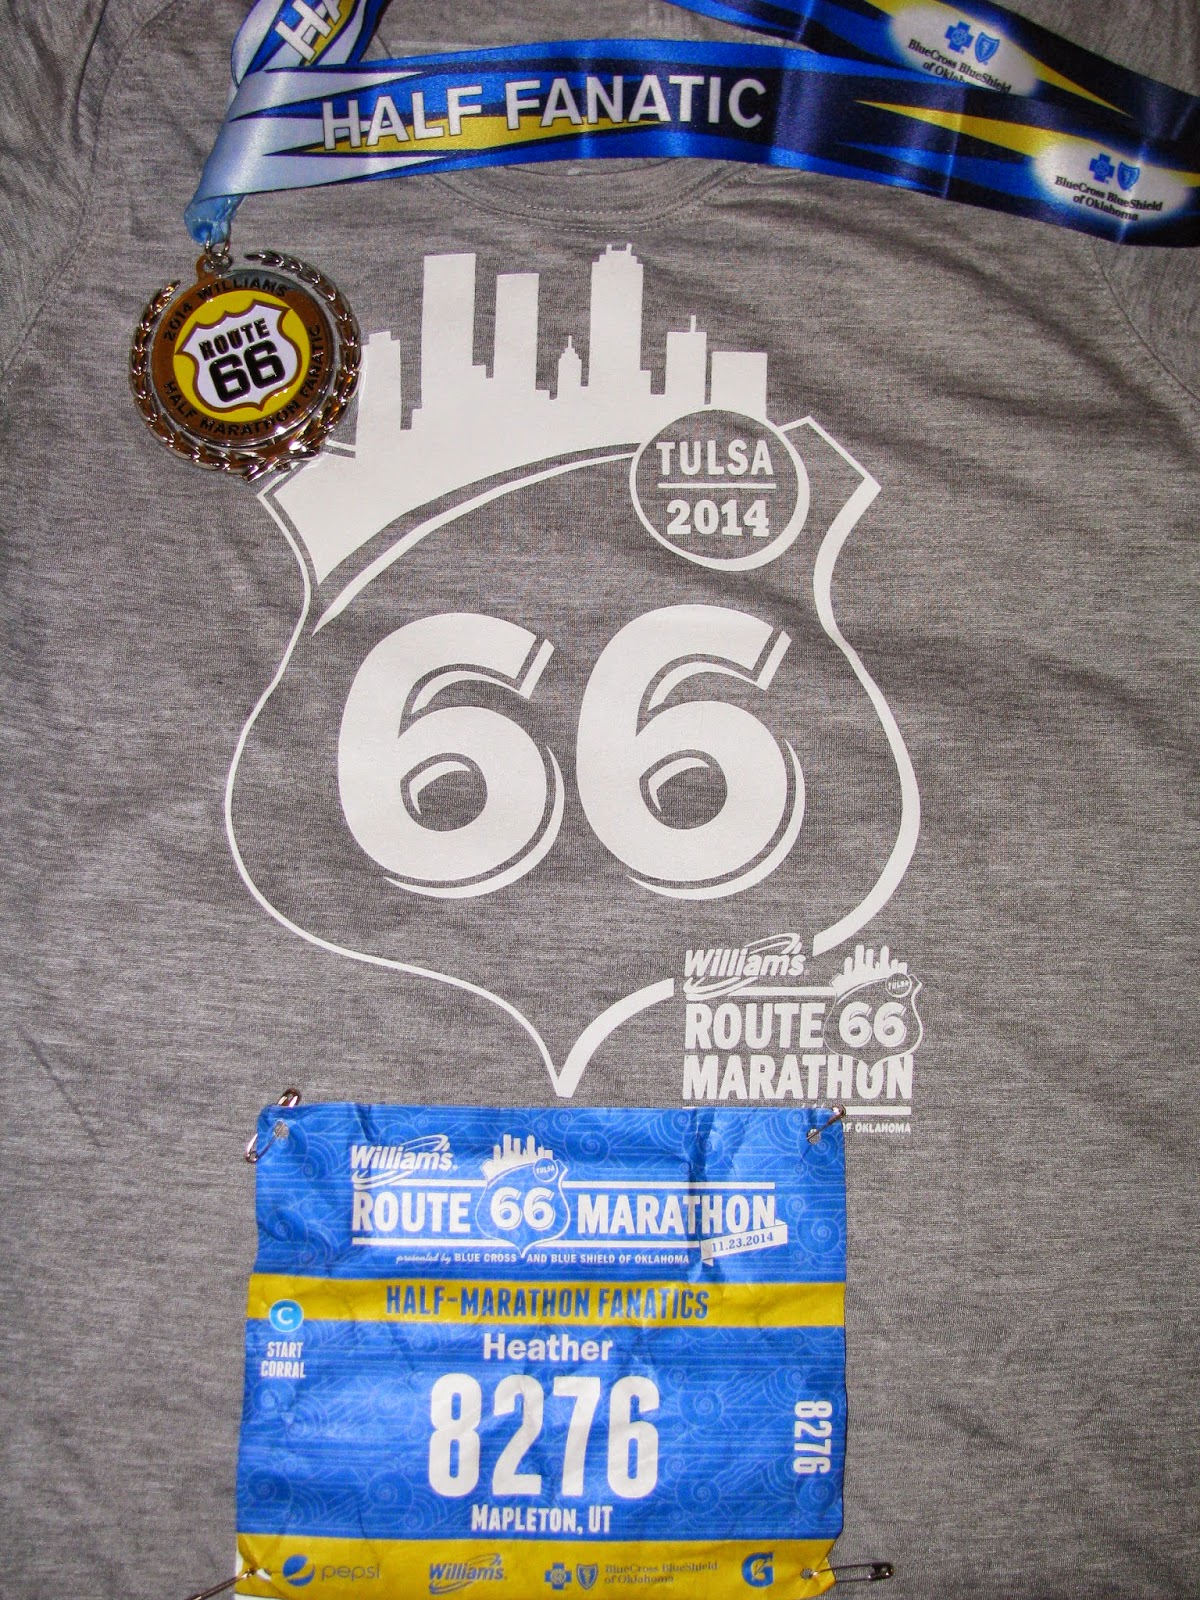 HA
HALF FANATIC
BlueCross BlueShield
of Oklahoma
BlueCross BlueShield
of Oklahoma
2014 WILLIAMS
ROUTE
66
HALF MARATHON FANATIC
TULSA
2014
66
Williams
TULSA
ROUTE 66
MARATHON
OF OKLAHOMA
Williams.
TULSA
ROUTE 66 MARATHON
11.23.2014
presented by BLUE CROSS AND BLUE SHIELD OF OKLAHOMA
HALF-MARATHON FANATICS
C
START
CORRAL
Heather
8276
8276
MAPLETON, UT
pepsi Williams. BlueCross BlueShield
of Oklahoma
G